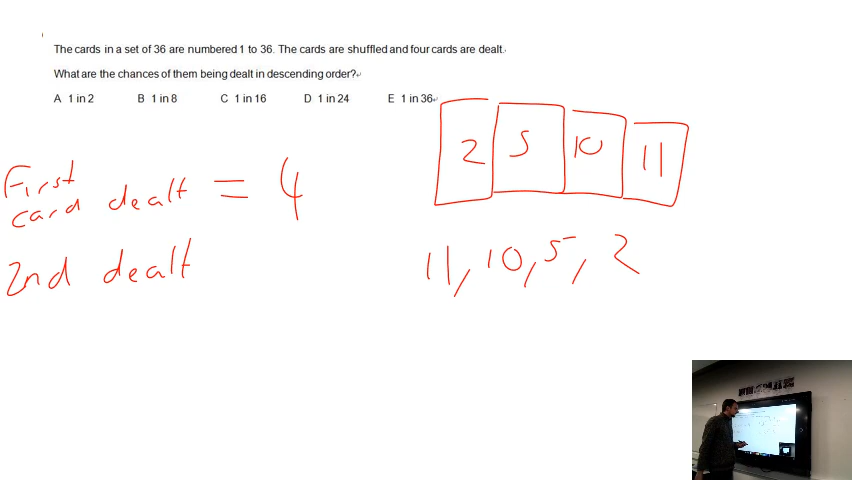 The cards in a set of 36 are numbered 1 to 36. The cards are shuffled and four cards are dealt.
What are the chances of them being dealt in descending order?
A 1 in 2 B 1 in 8 C 1 in 16 D 1 in 24 E 1 in 36
2 5 10 11
First
card dealt = 4
11, 10, 5, 2
2nd dealt